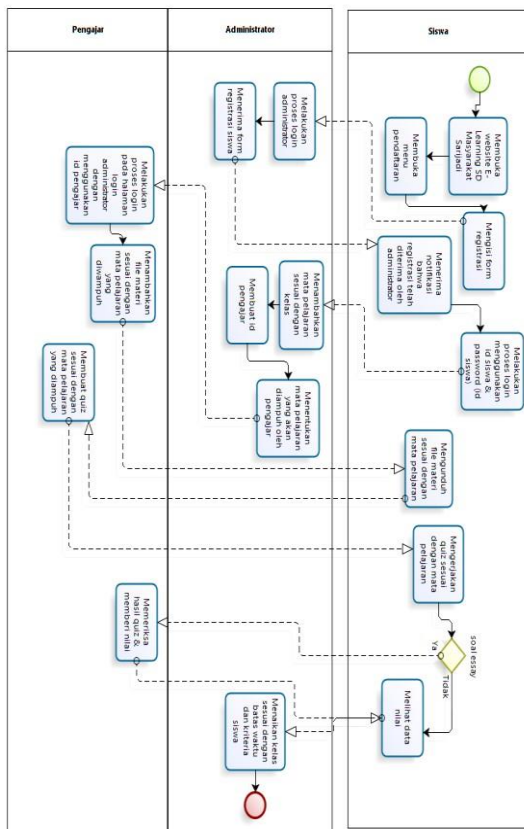 Pengajar
Administrator
Siswa
Membuka
website E-
Learning SD
Masyarakat
Sarijadi
Membuka
menu
pendaftaran
Mengisi form
registrasi
Melakukan
proses login
administrator
Menerima form
registrasi siswa
Menerima
notifikasi
bahwa
registrasi telah
diterima oleh
administrator
Melakukan
proses login
menggunakan
id siswa &
password (id
siswa)
Menambahkan
mata pelajaran
sesuai dengan
kelas
Membuat id
pengajar
Menentukan
mata pelajaran
yang akan
diampuh oleh
pengajar
Melakukan
proses login
pada halaman
login
administrator
dengan
menggunakan
id pengajar
Menambahkan
file materi
sesuai dengan
mata pelajaran
yang
diwampuh
Mengunduh
file materi
sesuai dengan
mata pelajaran
Membuat quiz
sesuai dengan
mata pelajaran
yang diampuh
Mengerjakan
quiz sesuai
dengan mata
pelajaran
soal essay
Ya
Tidak
Memeriksa
hasil quiz &
memberi nilai
Melihat data
nilai
Menaikan kelas
sesuai dengan
batas waktu
dan kriteria
siswa